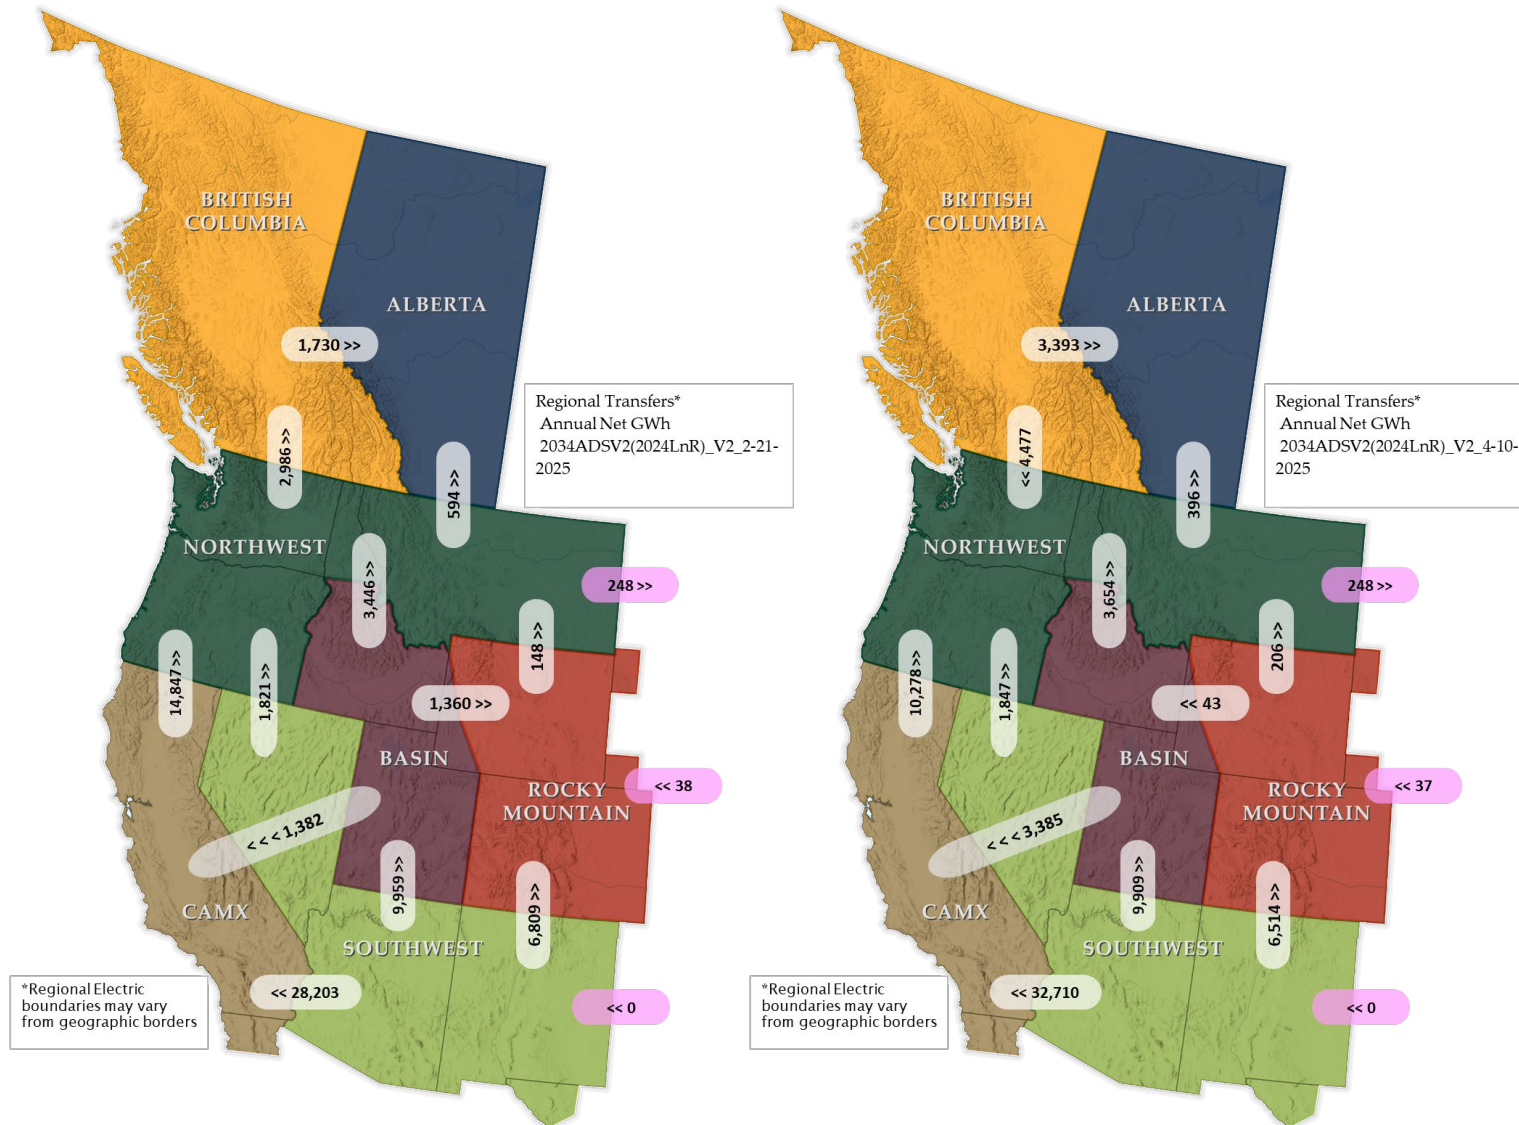 BRITISH
COLUMBIA
ALBERTA
1,730 >>
Regional Transfers*
Annual Net GWh
2034ADSV2(2024LnR)_V2_2-21-
2025
2,986 >>
594 >>
NORTHWEST
3,446 >>
248 >>
148 >>
14,847 >>
1,821 >>
1,360 >>
BASIN
<< 38
ROCKY
MOUNTAIN
< < < 1,382
9,959 >>
6,809 >>
CAMX
SOUTHWEST
<< 28,203
<< 0
*Regional Electric
boundaries may vary
from geographic borders
BRITISH
COLUMBIA
ALBERTA
3,393 >>
Regional Transfers*
Annual Net GWh
2034ADSV2(2024LnR)_V2_4-10-
2025
<< 4,477
396 >>
NORTHWEST
3,654 >>
248 >>
206 >>
10,278 >>
1,847 >>
<< 43
BASIN
<< 37
ROCKY
MOUNTAIN
< < < 3,385
9,909 >>
6,514 >>
CAMX
SOUTHWEST
<< 32,710
<< 0
*Regional Electric
boundaries may vary
from geographic borders